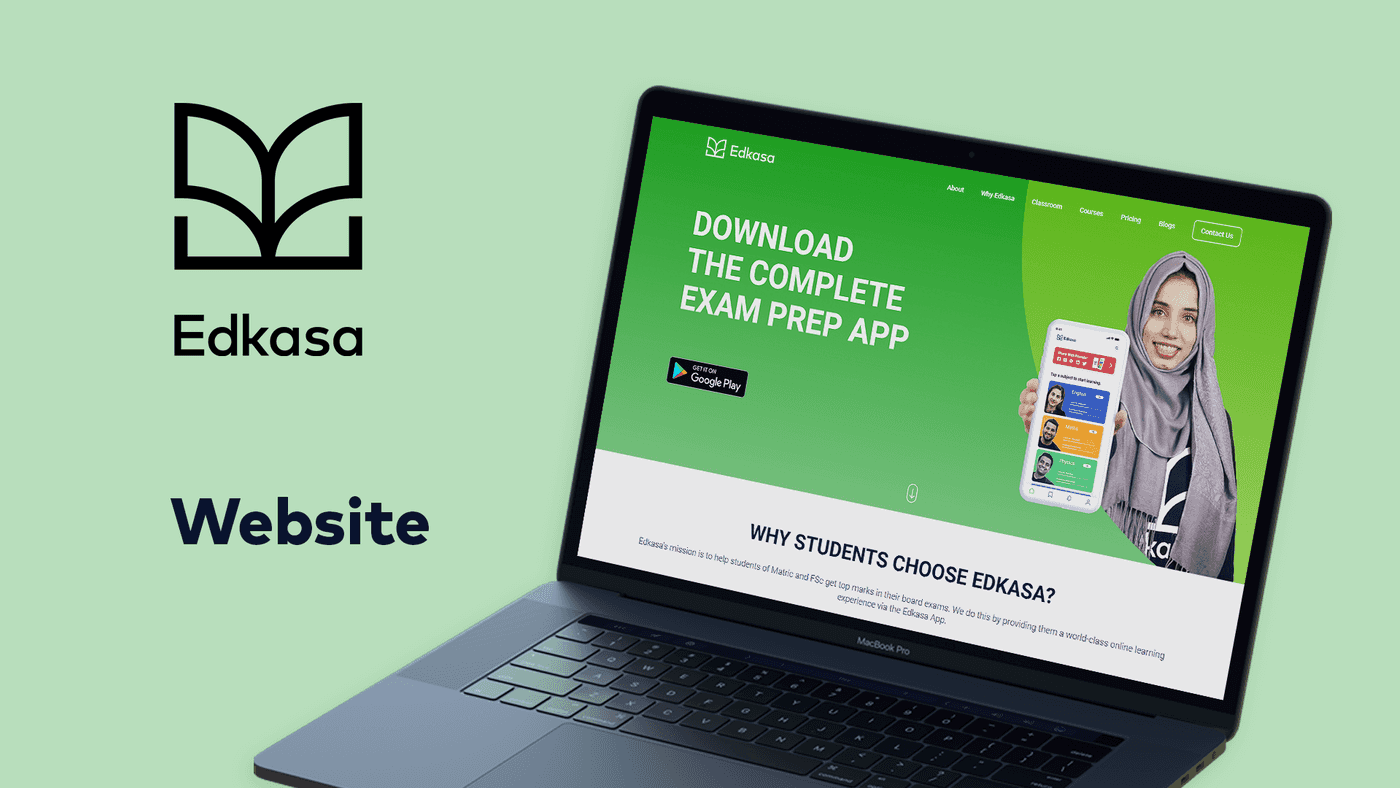 Edkasa
Website
Edkasa
About
Why Edkasa
Classroom
Courses
Pricing
Blogs
Contact Us
DOWNLOAD
THE COMPLETE
EXAM PREP APP
GET IT ON
Google Play
Edkasa
Tap a subject to start learning.
English
Physics
ka
WHY STUDENTS CHOOSE EDKASA?
Edkasa's mission is to help students of Matric and FSc get top marks in their board exams. We do this by providing them a world-class online learning
experience via the Edkasa App.
MacBook Pro
command